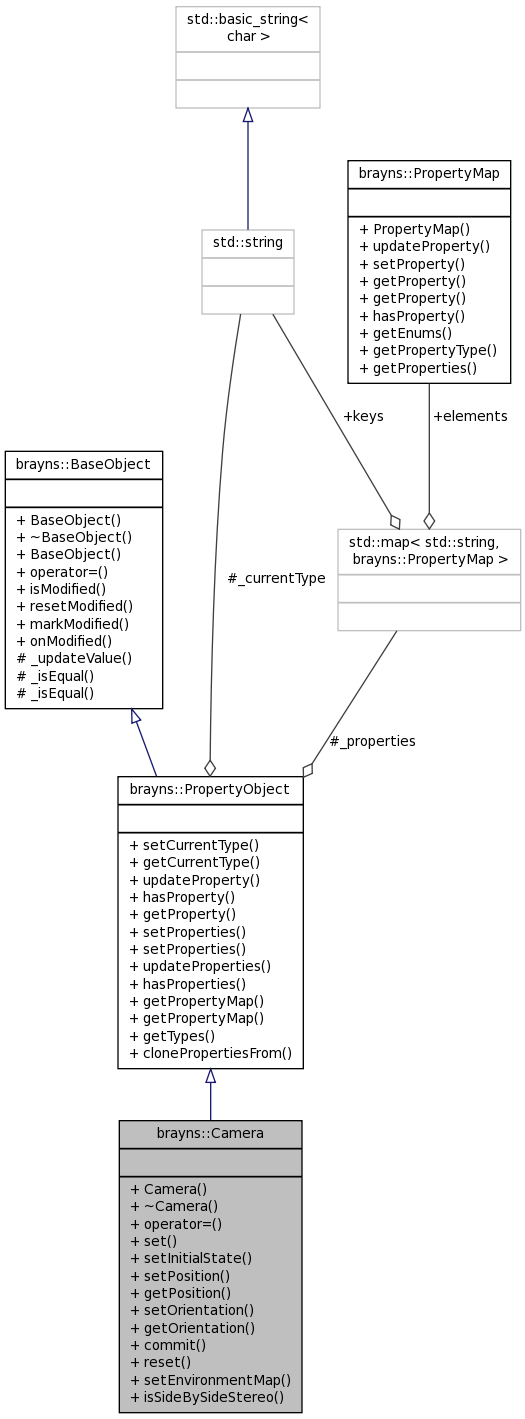 std::basic_string<
char >
brayns::PropertyMap
+ PropertyMap()
+ updateProperty()
+ setProperty()
+ getProperty()
+ getProperty()
+ hasProperty()
+ getEnums()
+ getPropertyType()
+ getProperties()
std::string
+keys
+elements
brayns::BaseObject
+ BaseObject()
+ ~BaseObject()
+ BaseObject()
+ operator=()
+ isModified()
+ resetModified()
+ markModified()
+ onModified()
# _updateValue()
# _isEqual()
# _isEqual()
std::map< std::string,
brayns::PropertyMap >
#_currentType
#_properties
brayns::PropertyObject
+ setCurrentType()
+ getCurrentType()
+ updateProperty()
+ hasProperty()
+ getProperty()
+ setProperties()
+ setProperties()
+ updateProperties()
+ hasProperties()
+ getPropertyMap()
+ getPropertyMap()
+ getTypes()
+ clonePropertiesFrom()
brayns::Camera
+ Camera()
+ ~Camera()
+ operator=()
+ set()
+ setInitialState()
+ setPosition()
+ getPosition()
+ setOrientation()
+ getOrientation()
+ commit()
+ reset()
+ setEnvironmentMap()
+ isSideBySideStereo()